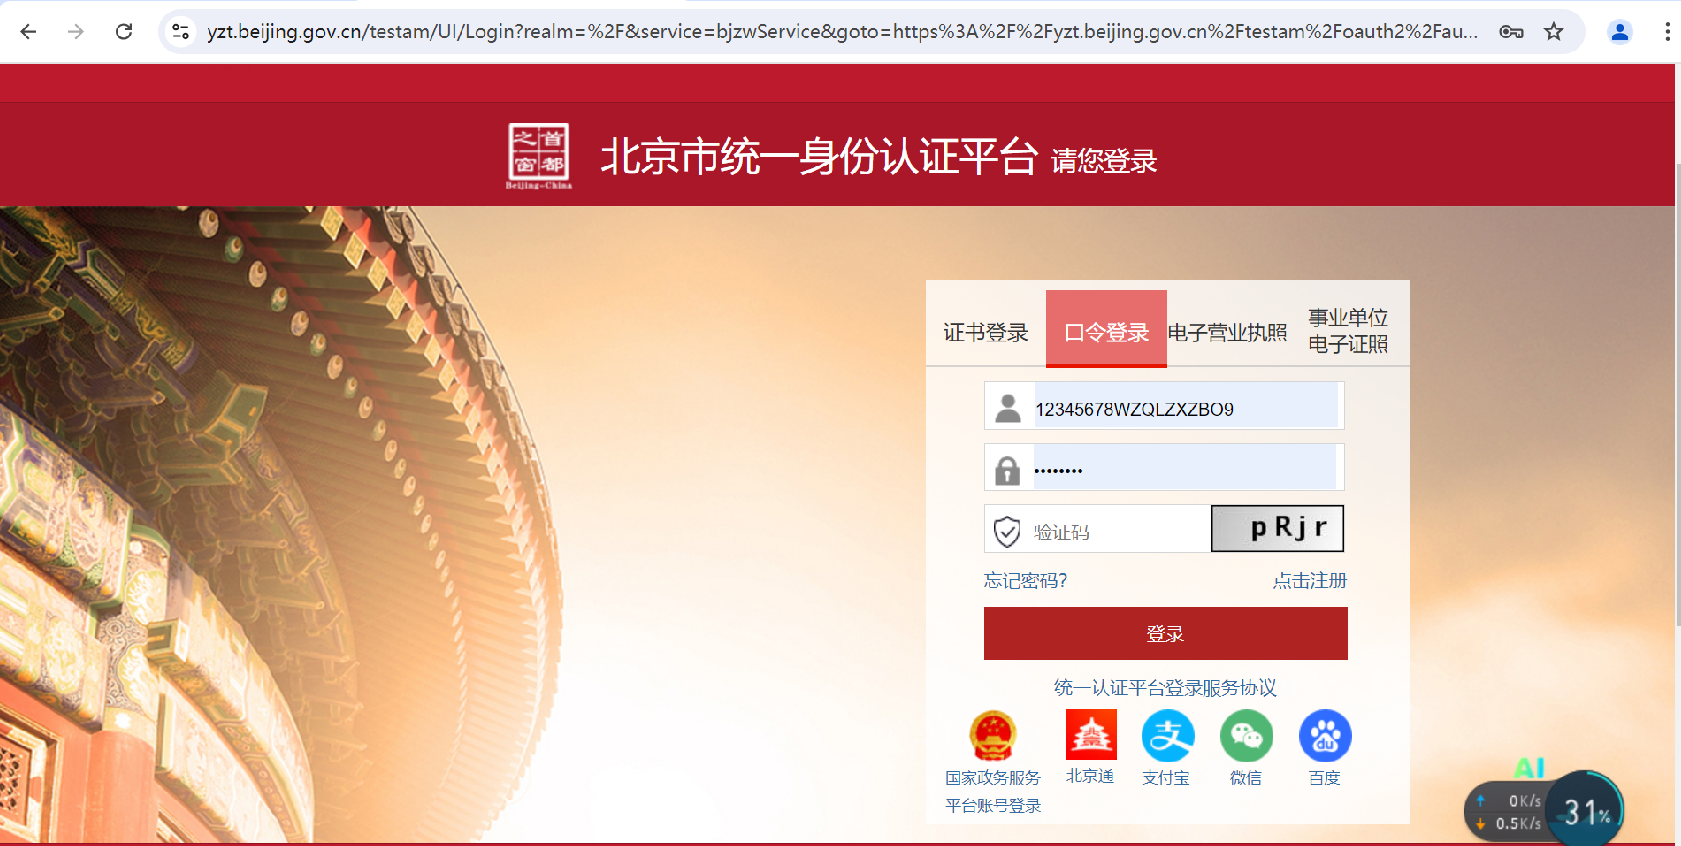 yzt.beijing.gov.cn/testam/UI/Login?realm=%2F&service=bjzwService&goto=https%3A%2F%2Fyzt.beijing.gov.cn%2Ftestam%2Foauth2%2Fau...
首都之窗
Beijing-China
北京市统一身份认证平台 请您登录
证书登录 口令登录 电子营业执照 事业单位
电子证照
12345678WZQLZXZBO9
••••••••
验证码 pRjr
忘记密码? 点击注册
登录
统一认证平台登录服务协议
国家政务服务
平台账号登录
北京通
支付宝
微信
百度
支
du
AI
0K/s
0.5K/s
31%